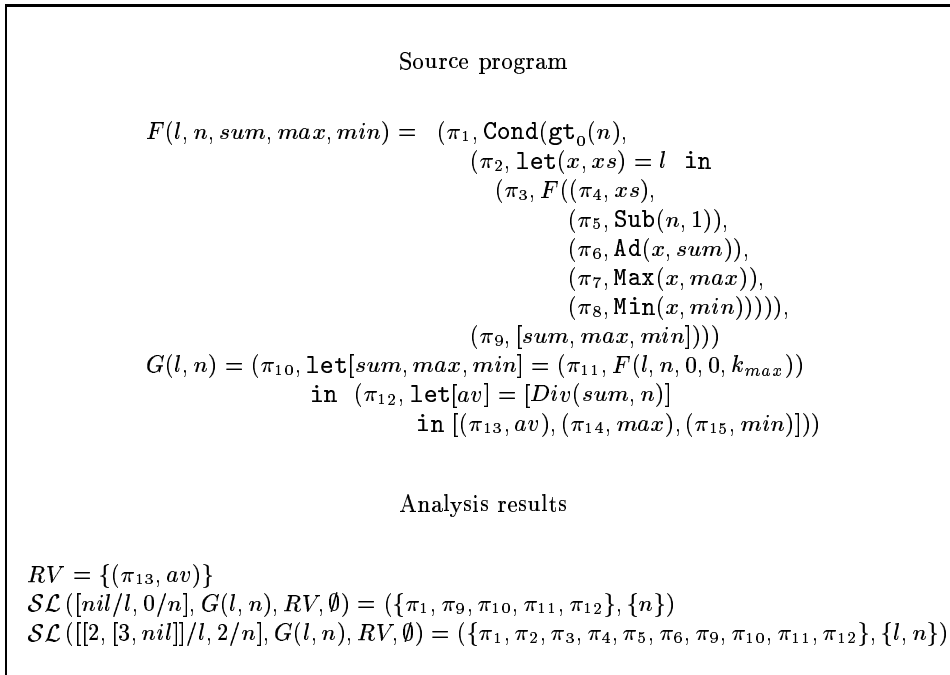 Source program
F(l, n, sum, max, min) = (π₁, Cond(gt₀(n),
(π₂, let(x, xs) = l in
(π₃, F((π₄, xs),
(π₅, Sub(n, 1)),
(π₆, Ad(x, sum)),
(π₇, Max(x, max)),
(π₈, Min(x, min))))),
(π₉, [sum, max, min])))
G(l, n) = (π₁₀, let[sum, max, min] = (π₁₁, F(l, n, 0, 0, kₘₐₓ))
in (π₁₂, let[av] = [Div(sum, n)]
in [(π₁₃, av), (π₁₄, max), (π₁₅, min)]))
Analysis results
RV = {(π₁₃, av)}
𝒮ℒ([nil/l, 0/n], G(l, n), RV, ∅) = ({π₁, π₉, π₁₀, π₁₁, π₁₂}, {n})
𝒮ℒ([[2, [3, nil]]/l, 2/n], G(l, n), RV, ∅) = ({π₁, π₂, π₃, π₄, π₅, π₆, π₉, π₁₀, π₁₁, π₁₂}, {l, n})